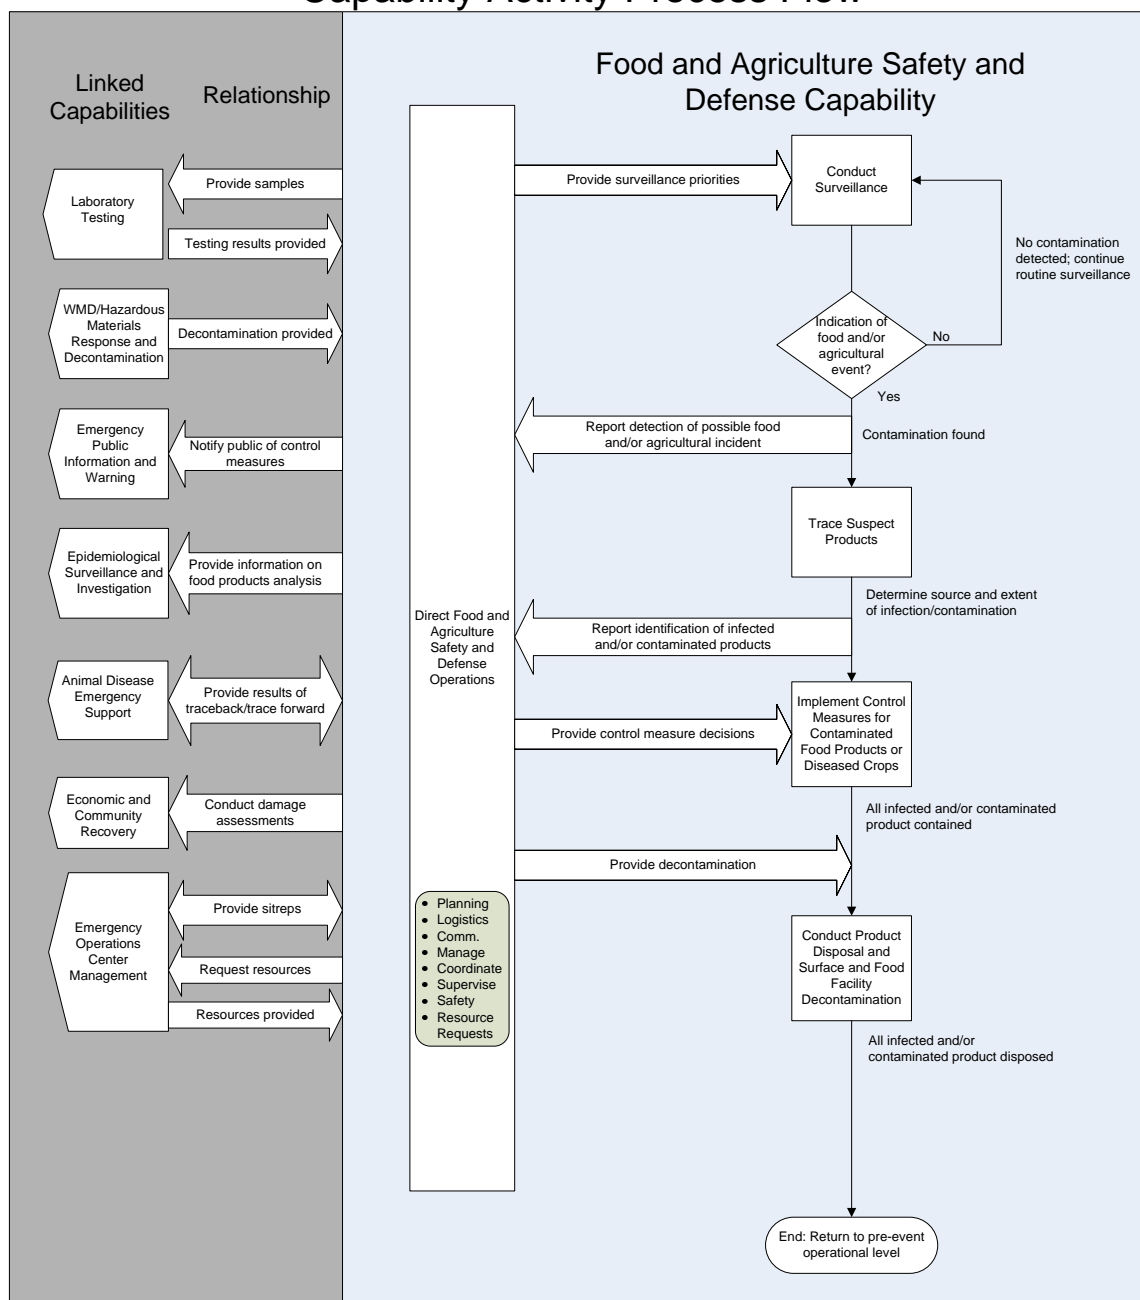 Capability Activity Process Flow
Linked
Capabilities
Relationship
Food and Agriculture Safety and
Defense Capability
Laboratory
Testing
Provide samples
Testing results provided
WMD/Hazardous
Materials
Response and
Decontamination
Decontamination provided
Emergency
Public
Information and
Warning
Notify public of control
measures
Epidemiological
Surveillance and
Investigation
Provide information on
food products analysis
Animal Disease
Emergency
Support
Provide results of
traceback/trace forward
Economic and
Community
Recovery
Conduct damage
assessments
Emergency
Operations
Center
Management
Provide sitreps
Request resources
Resources provided
Direct Food and
Agriculture
Safety and
Defense
Operations
• Planning
• Logistics
• Comm.
• Manage
• Coordinate
• Supervise
• Safety
• Resource
Requests
Provide surveillance priorities
Conduct
Surveillance
No contamination
detected; continue
routine surveillance
Indication of
food and/or
agricultural
event?
No
Yes
Report detection of possible food
and/or agricultural incident
Contamination found
Trace Suspect
Products
Determine source and extent
of infection/contamination
Report identification of infected
and/or contaminated products
Provide control measure decisions
Implement Control
Measures for
Contaminated
Food Products or
Diseased Crops
All infected and/or contaminated
product contained
Provide decontamination
Conduct Product
Disposal and
Surface and Food
Facility
Decontamination
All infected and/or
contaminated product disposed
End: Return to pre-event
operational level